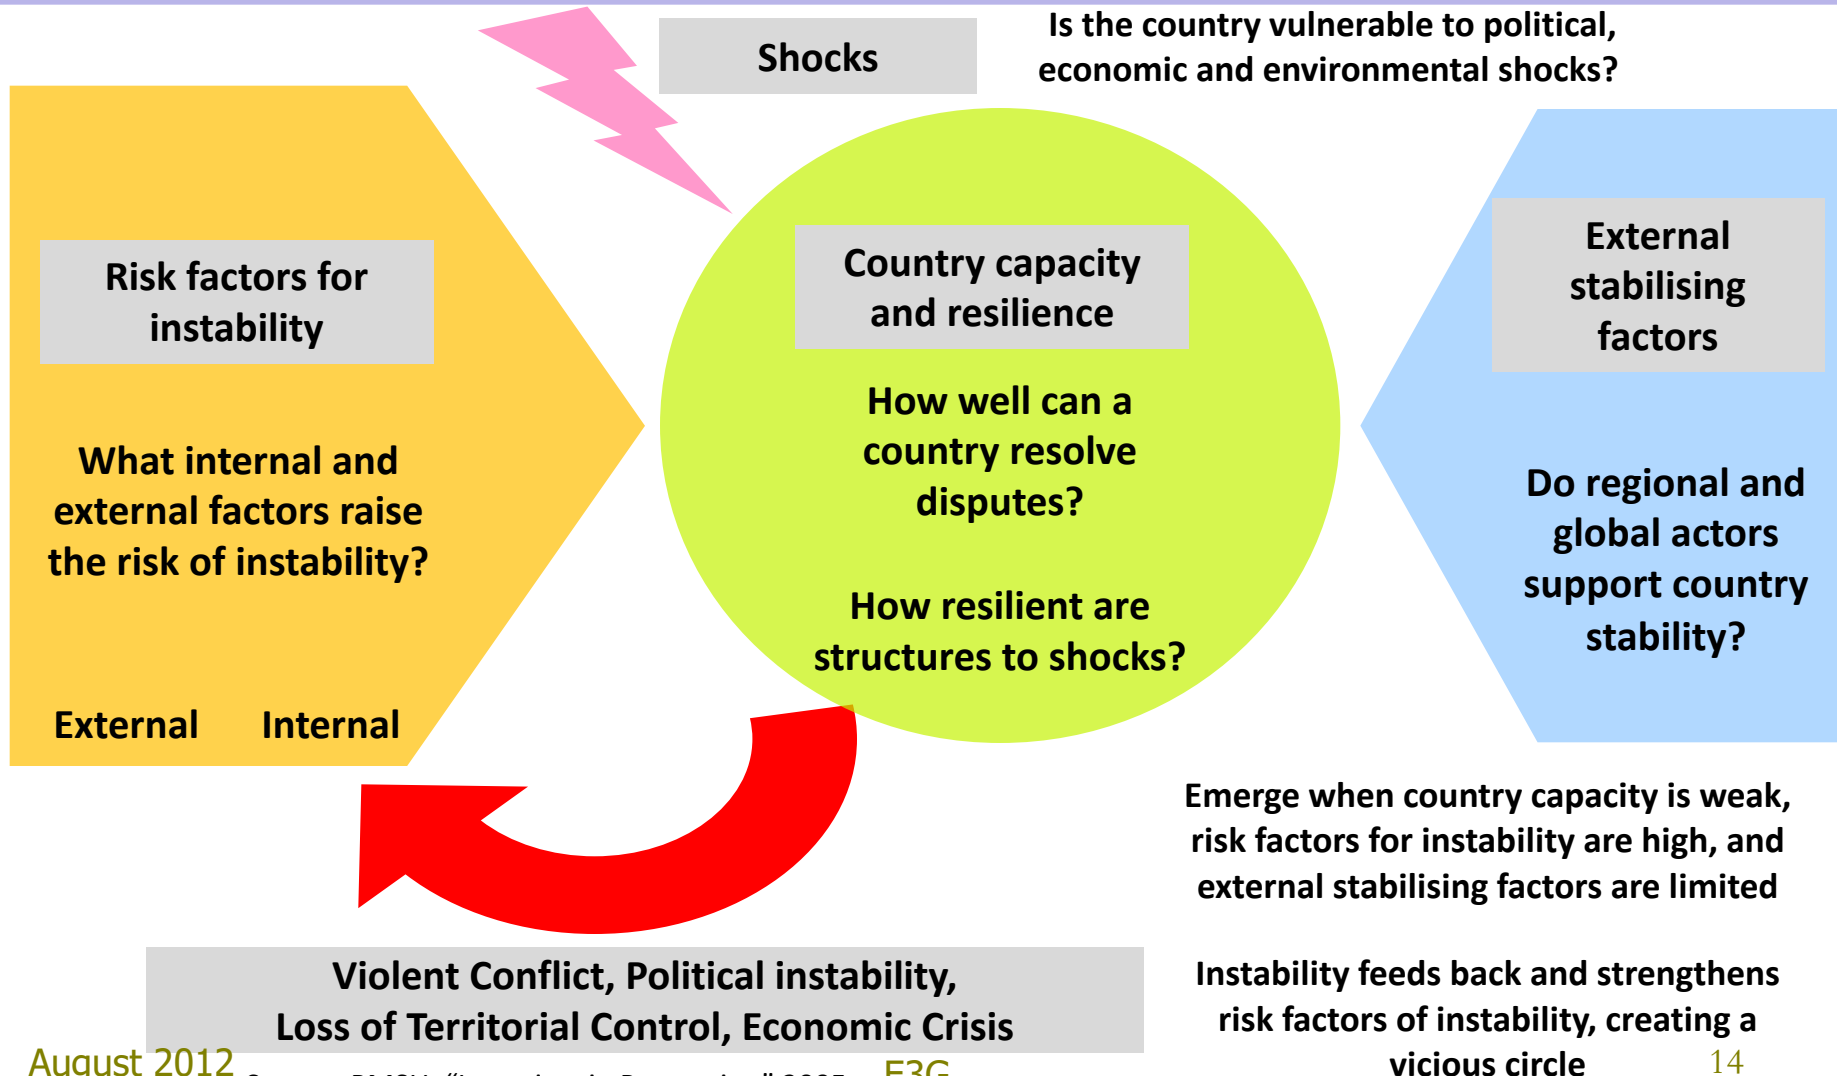 Shocks
Is the country vulnerable to political,
economic and environmental shocks?
Risk factors for
instability
What internal and
external factors raise
the risk of instability?
External Internal
Country capacity
and resilience
How well can a
country resolve
disputes?
How resilient are
structures to shocks?
External
stabilising
factors
Do regional and
global actors
support country
stability?
Emerge when country capacity is weak,
risk factors for instability are high, and
external stabilising factors are limited
Instability feeds back and strengthens
risk factors of instability, creating a
vicious circle
Violent Conflict, Political instability,
Loss of Territorial Control, Economic Crisis
August 2012
E3G
14